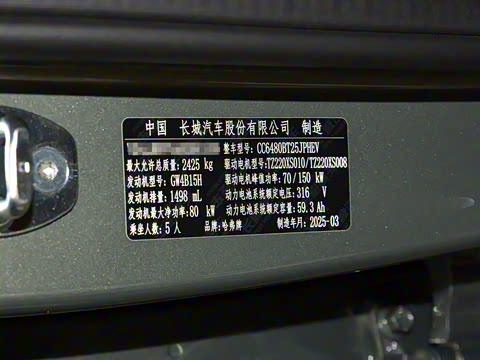 中国 长城汽车股份有限公司 制造
整车型号: CC6480BT25JPHEV
最大允许总质量: 2425 kg 驱动电机型号: TZ220XS010/TZ220XS008
发动机型号: GW4B15H 驱动电机峰值功率: 70/150 kW
发动机排量: 1498 mL 动力电池系统额定电压: 316 V
发动机最大净功率: 80 kW 动力电池系统额定容量: 59.3 Ah
乘坐人数: 5人 品牌: 哈弗牌 制造年月: 2025-03